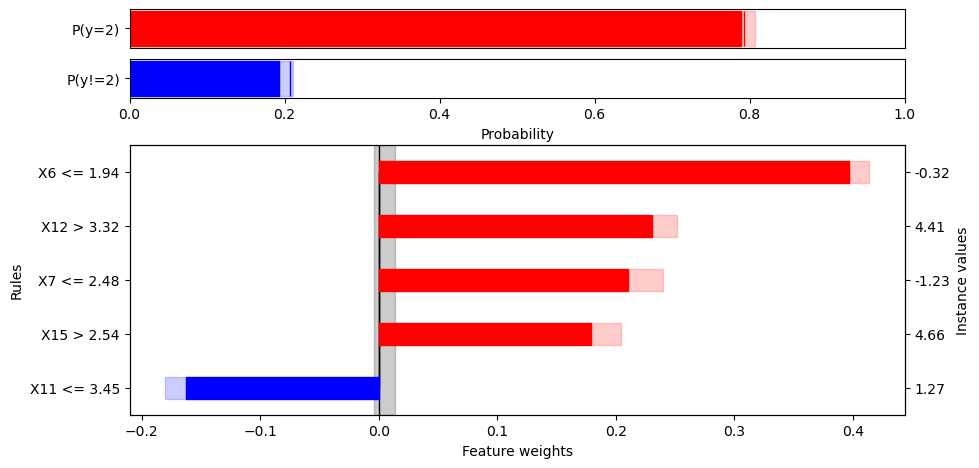 P(y=2)
P(y!=2)
0.0 0.2 0.4 0.6 0.8 1.0
Probability
X6 <= 1.94 -0.32
X12 > 3.32 4.41
X7 <= 2.48 -1.23
X15 > 2.54 4.66
X11 <= 3.45 1.27
Rules
Instance values
−0.2 −0.1 0.0 0.1 0.2 0.3 0.4
Feature weights